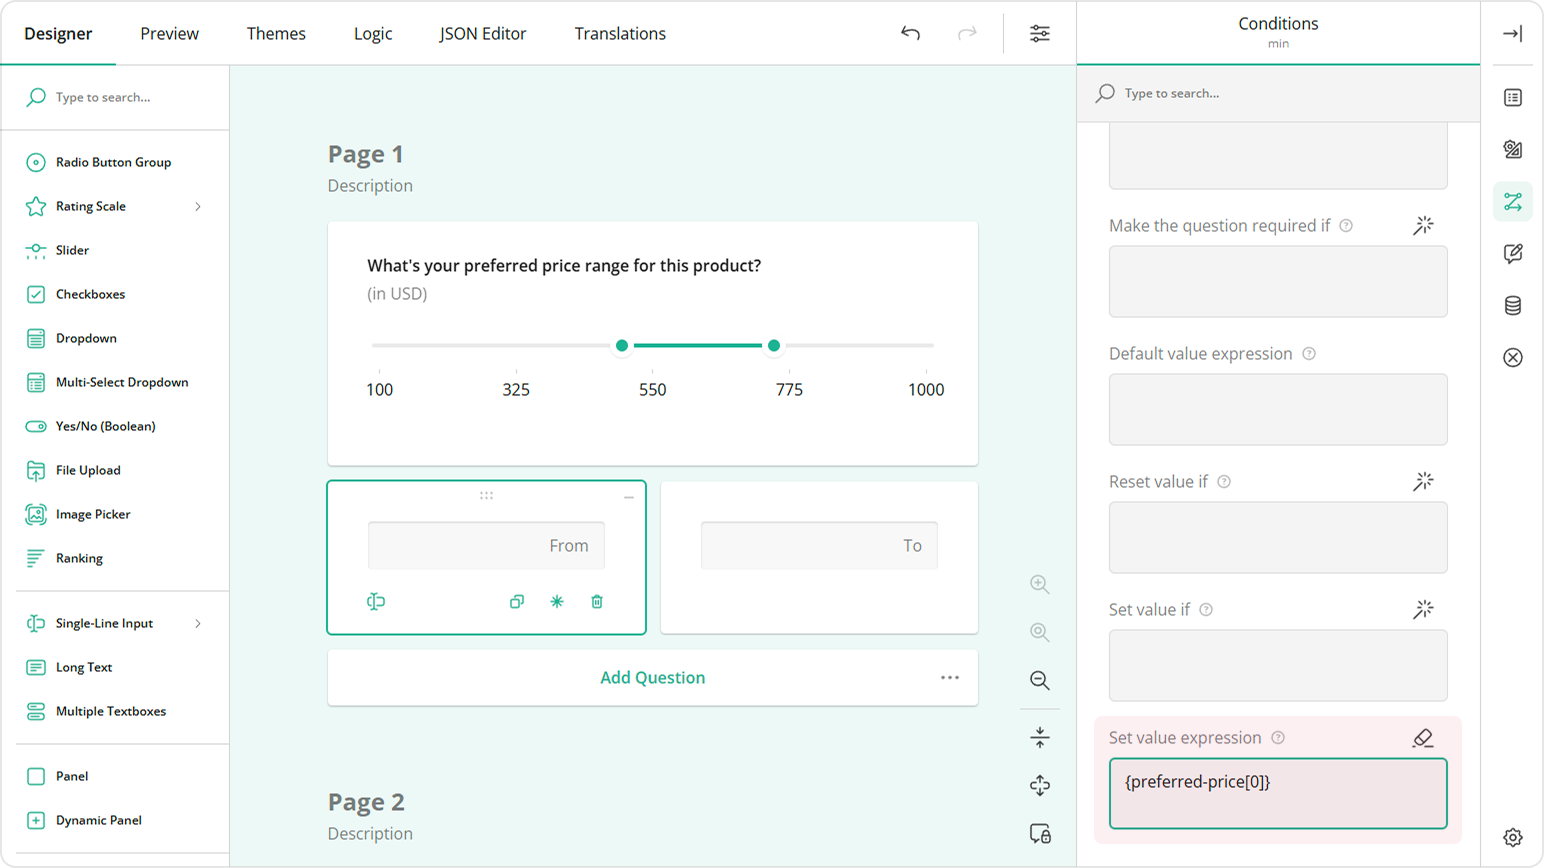 Designer
Preview
Themes
Logic
JSON Editor
Translations
Conditions
min
Type to search...
Type to search...
Radio Button Group
Rating Scale
Slider
Checkboxes
Dropdown
Multi-Select Dropdown
Yes/No (Boolean)
File Upload
Image Picker
Ranking
Single-Line Input
Long Text
Multiple Textboxes
Panel
Dynamic Panel
Page 1
Description
What's your preferred price range for this product?
(in USD)
100 325 550 775 1000
From
To
Add Question
Page 2
Description
Make the question required if
Default value expression
Reset value if
Set value if
Set value expression
{preferred-price[0]}